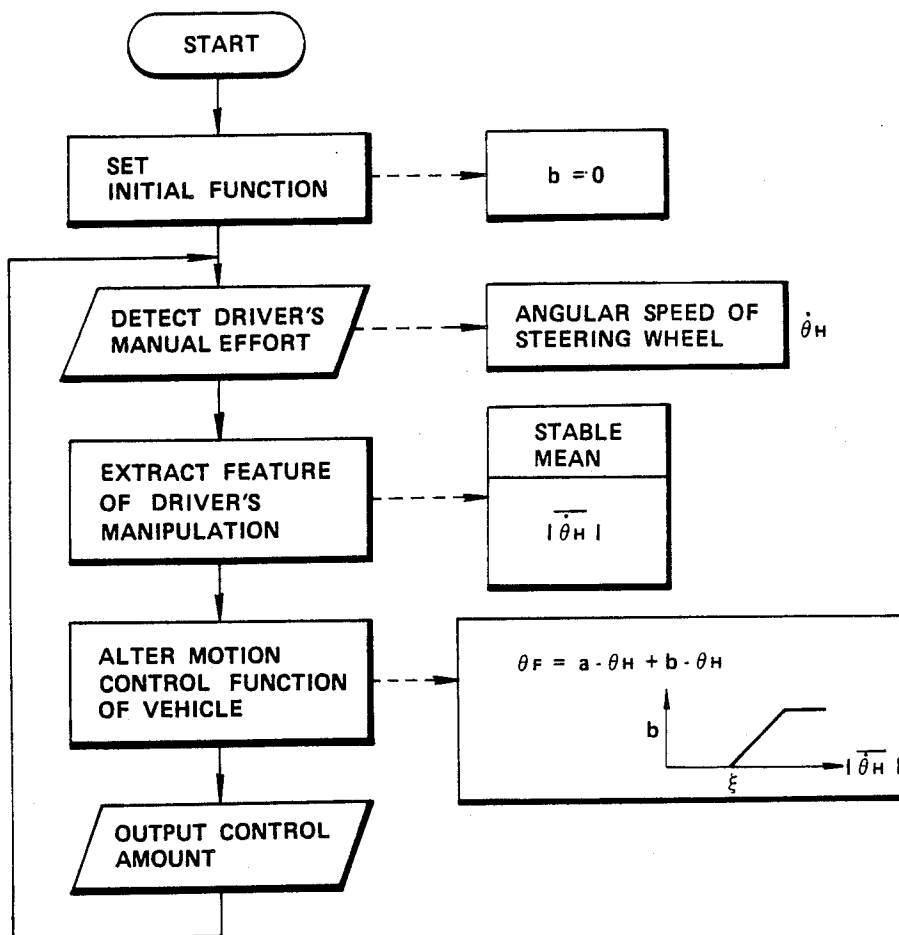 START
SET
INITIAL FUNCTION
b = 0
DETECT DRIVER'S
MANUAL EFFORT
ANGULAR SPEED OF
STEERING WHEEL
θ̇H
EXTRACT FEATURE
OF DRIVER'S
MANIPULATION
STABLE
MEAN
| θ̇H |
ALTER MOTION
CONTROL FUNCTION
OF VEHICLE
θF = a - θH + b - θH
b
ξ
| θ̇H |
OUTPUT CONTROL
AMOUNT